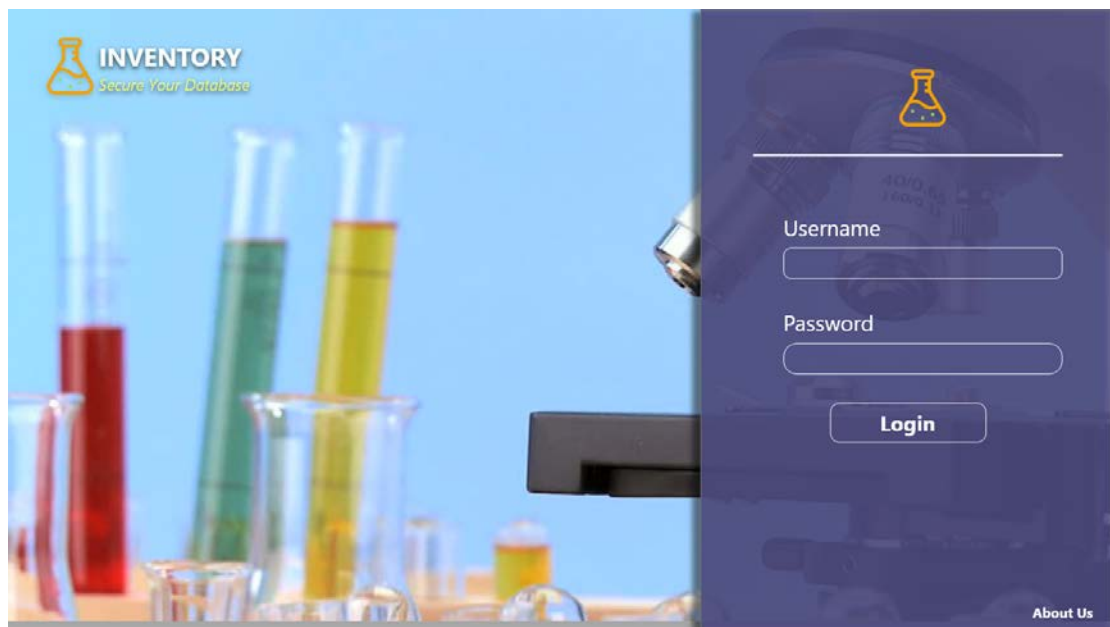 INVENTORY
Secure Your Database
Username
Password
Login
About Us